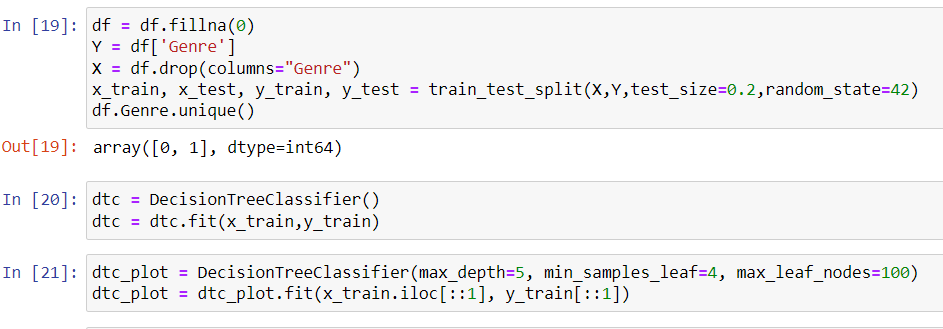 In [19]: df = df.fillna(0)
Y = df['Genre']
X = df.drop(columns="Genre")
x_train, x_test, y_train, y_test = train_test_split(X,Y,test_size=0.2,random_state=42)
df.Genre.unique()
Out[19]: array([0, 1], dtype=int64)
In [20]: dtc = DecisionTreeClassifier()
dtc = dtc.fit(x_train,y_train)
In [21]: dtc_plot = DecisionTreeClassifier(max_depth=5, min_samples_leaf=4, max_leaf_nodes=100)
dtc_plot = dtc_plot.fit(x_train.iloc[::1], y_train[::1])